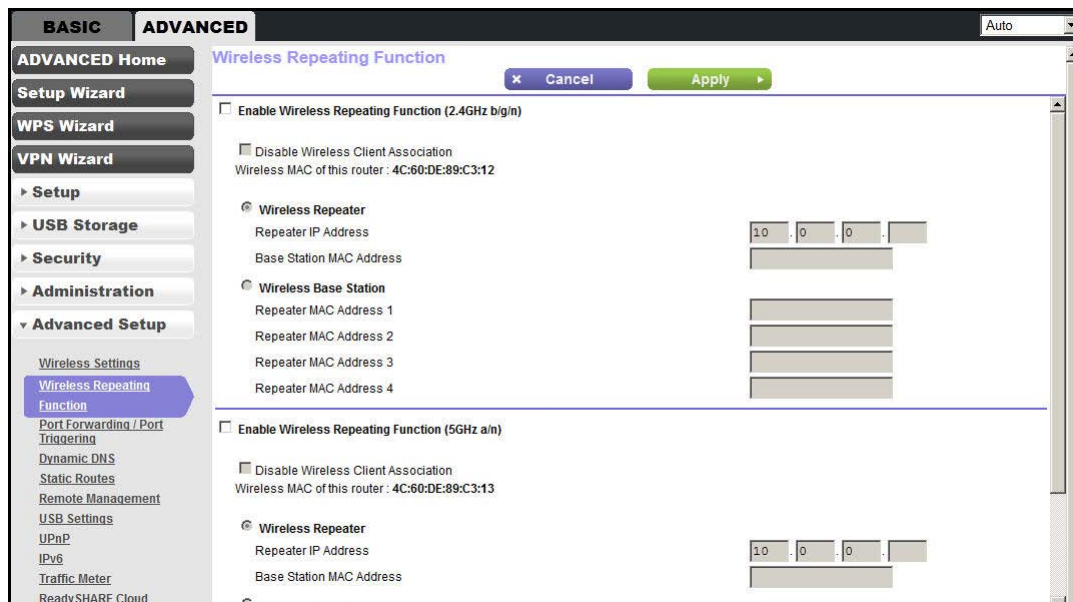 BASIC
ADVANCED
Auto
ADVANCED Home
Setup Wizard
WPS Wizard
VPN Wizard
Setup
USB Storage
Security
Administration
Advanced Setup
Wireless Settings
Wireless Repeating
Function
Port Forwarding / Port
Triggering
Dynamic DNS
Static Routes
Remote Management
USB Settings
UPnP
IPv6
Traffic Meter
ReadySHARE Cloud
Wireless Repeating Function
Cancel
Apply
Enable Wireless Repeating Function (2.4GHz b/g/n)
Disable Wireless Client Association
Wireless MAC of this router : 4C:60:DE:89:C3:12
Wireless Repeater
Repeater IP Address 10 . 0 . 0 .
Base Station MAC Address
Wireless Base Station
Repeater MAC Address 1
Repeater MAC Address 2
Repeater MAC Address 3
Repeater MAC Address 4
Enable Wireless Repeating Function (5GHz a/n)
Disable Wireless Client Association
Wireless MAC of this router : 4C:60:DE:89:C3:13
Wireless Repeater
Repeater IP Address 10 . 0 . 0 .
Base Station MAC Address